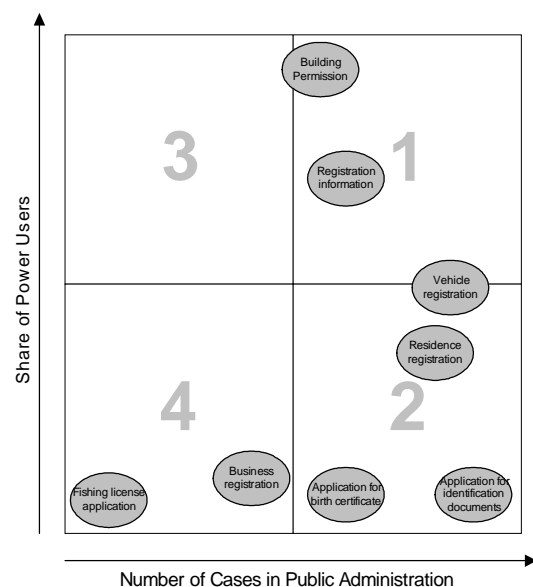 Share of Power Users
Building
Permission
3
1
Registration
information
Vehicle
registration
Residence
registration
4
2
Business
registration
Fishing license
application
Application for
birth certificate
Application for
identification
documents
Number of Cases in Public Administration